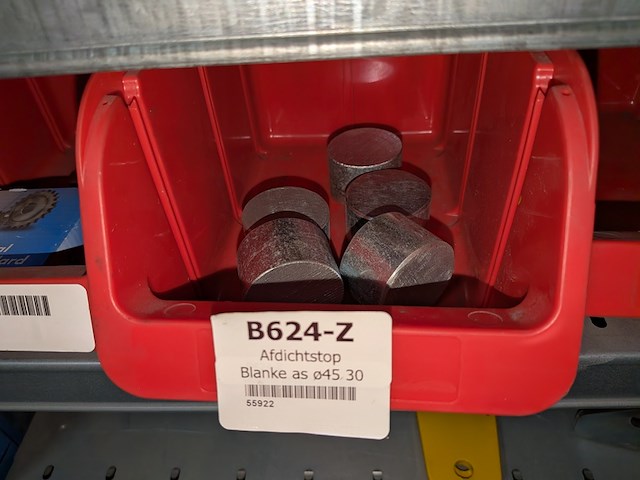 B624-Z
Afdichtstop
Blanke as ø45.30
55922